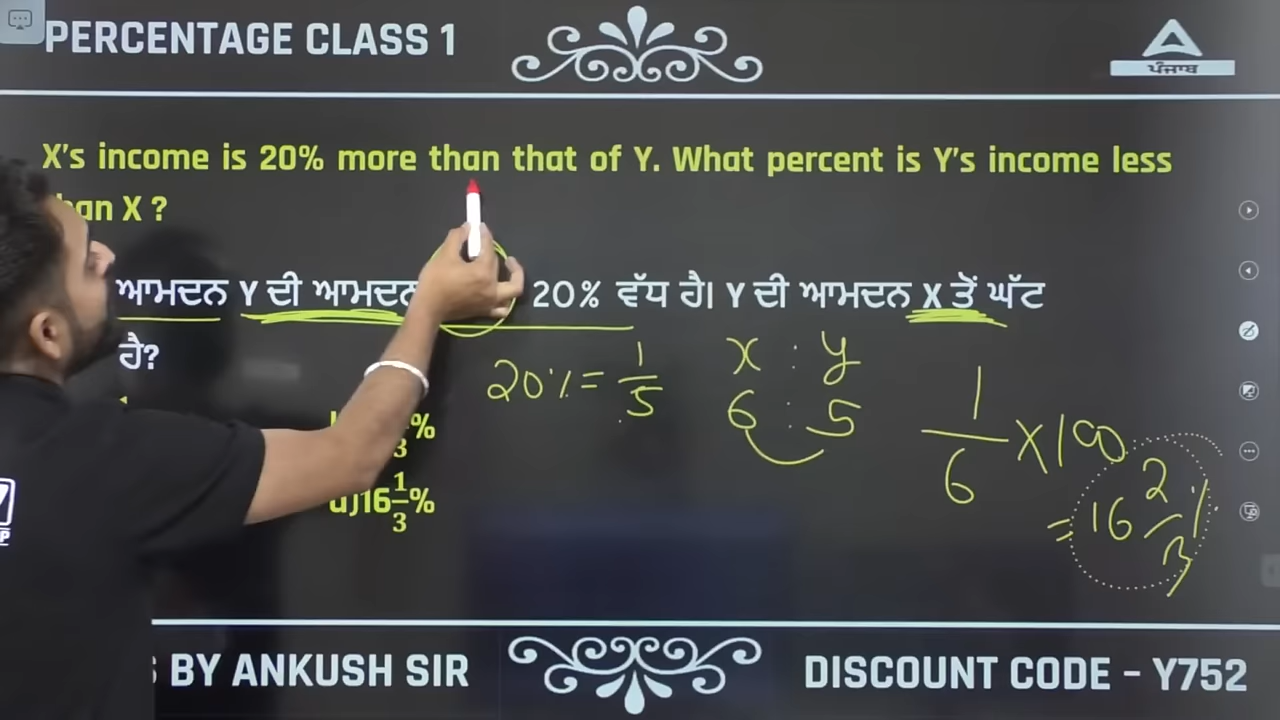 PERCENTAGE CLASS 1
ਪੰਜਾਬ
X's income is 20% more than that of Y. What percent is Y's income less
X ?
ਆਮਦਨ Y ਦੀ ਆਮਦਨ 20% ਵੱਧ ਹੈ। Y ਦੀ ਆਮਦਨ X ਤੋਂ ਘੱਟ
ਹੈ?
20% = 1/5
x : y
6 : 5
1/6 × 100
= 16 2/3 %
3%
d)16 1/3%
BY ANKUSH SIR
DISCOUNT CODE - Y752